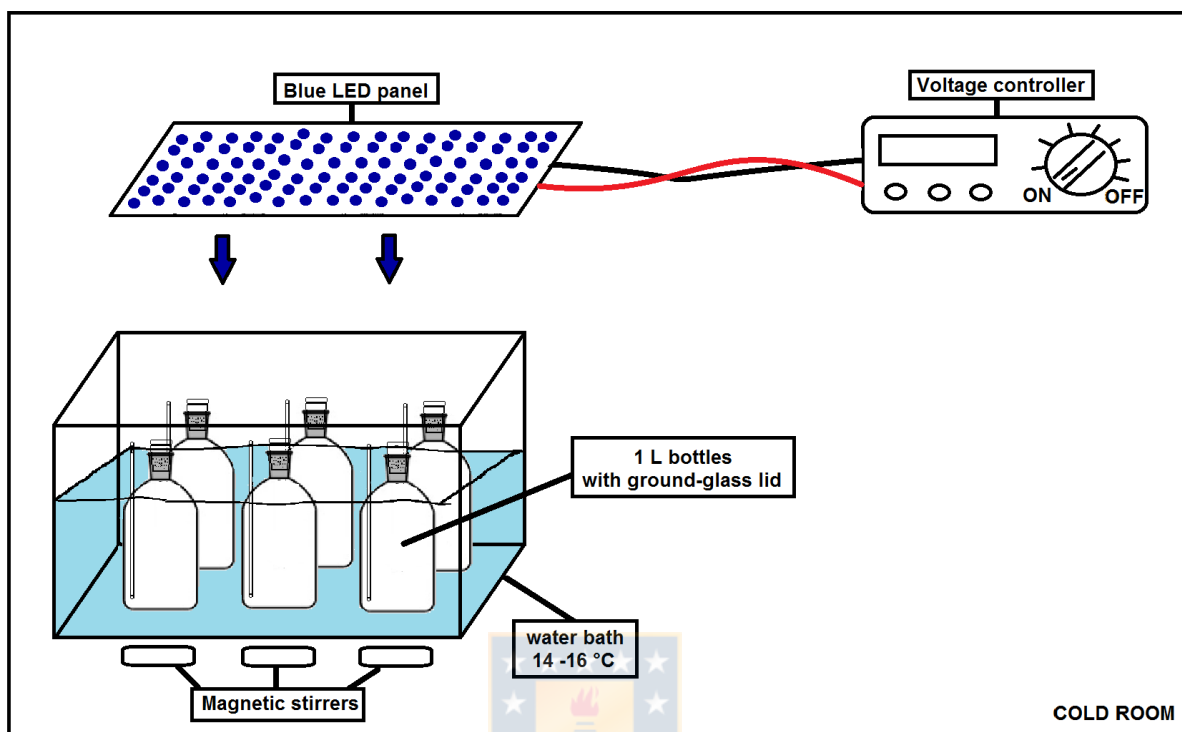 Blue LED panel
Voltage controller
ON
OFF
1 L bottles
with ground-glass lid
water bath
14 -16 °C
Magnetic stirrers
COLD ROOM